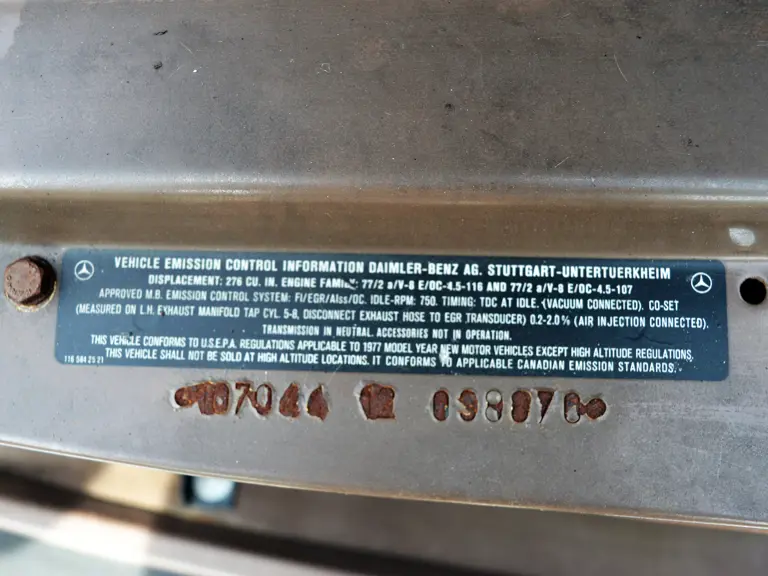 VEHICLE EMISSION CONTROL INFORMATION DAIMLER-BENZ AG. STUTTGART-UNTERTUERKHEIM
DISPLACEMENT: 276 CU. IN. ENGINE FAMILY: 77/2 a/V-8 E/OC-4.5-116 AND 77/2 a/V-8 E/OC-4.5-107
APPROVED M.B. EMISSION CONTROL SYSTEM: FI/EGR/AIss/OC. IDLE-RPM: 750. TIMING: TDC AT IDLE. (VACUUM CONNECTED). CO-SET
(MEASURED ON L.H. EXHAUST MANIFOLD TAP CYL. 5-8, DISCONNECT EXHAUST HOSE TO EGR TRANSDUCER) 0.2-2.0% (AIR INJECTION CONNECTED).
TRANSMISSION IN NEUTRAL. ACCESSORIES NOT IN OPERATION.
THIS VEHICLE CONFORMS TO U.S.E.P.A. REGULATIONS APPLICABLE TO 1977 MODEL YEAR NEW MOTOR VEHICLES EXCEPT HIGH ALTITUDE REGULATIONS.
THIS VEHICLE SHALL NOT BE SOLD AT HIGH ALTITUDE LOCATIONS. IT CONFORMS TO APPLICABLE CANADIAN EMISSION STANDARDS.
116 584 25 21
107044